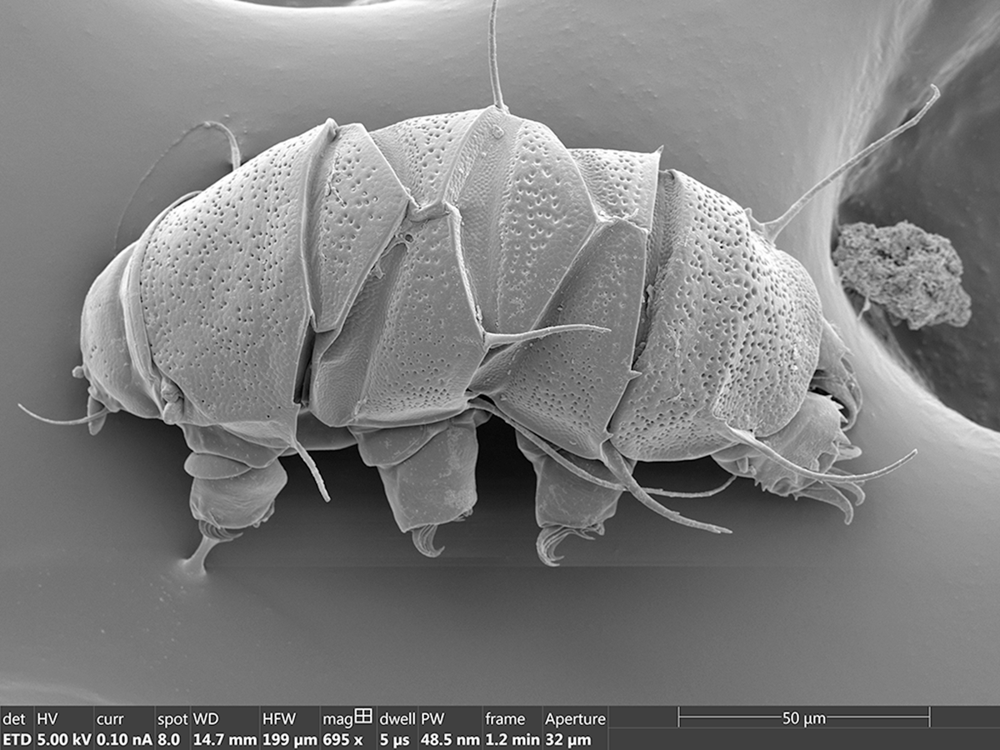 det HV curr spot WD HFW mag dwell PW frame Aperture
ETD 5.00 kV 0.10 nA 8.0 14.7 mm 199 µm 695 x 5 µs 48.5 nm 1.2 min 32 µm
50 µm